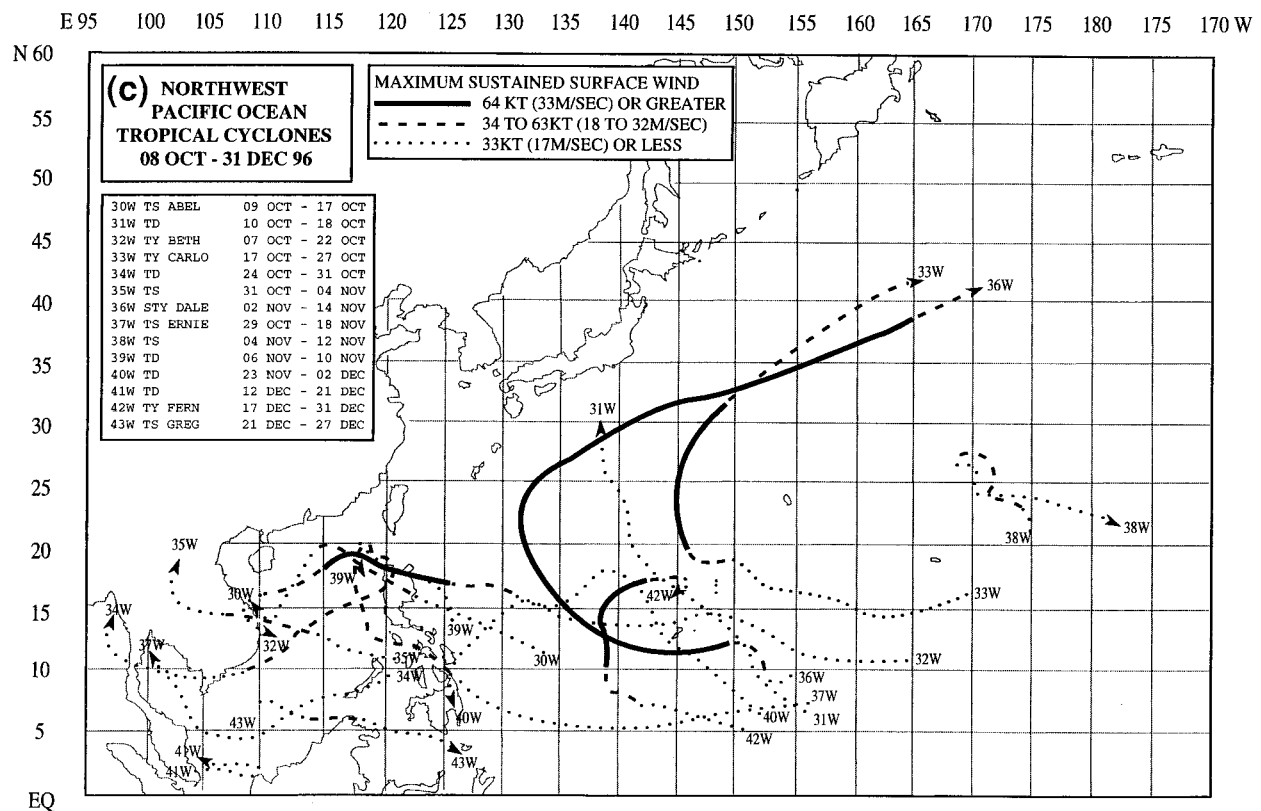 E 95 100 105 110 115 120 125 130 135 140 145 150 155 160 165 170 175 170 W
N 60
55
50
45
40
35
30
25
20
15
10
5
EQ
(c) NORTHWEST
PACIFIC OCEAN
TROPICAL CYCLONES
08 OCT - 31 DEC 96
MAXIMUM SUSTAINED SURFACE WIND
64 KT (33M/SEC) OR GREATER
34 TO 63KT (18 TO 32M/SEC)
33KT (17M/SEC) OR LESS
30W TS ABEL 09 OCT - 17 OCT
31W TD 10 OCT - 18 OCT
32W TY BETH 07 OCT - 22 OCT
33W TY CARLO 17 OCT - 27 OCT
34W TD 24 OCT - 31 OCT
35W TS 31 OCT - 04 NOV
36W STY DALE 02 NOV - 14 NOV
37W TS ERNIE 29 OCT - 18 NOV
38W TS 04 NOV - 12 NOV
39W TD 06 NOV - 10 NOV
40W TD 23 NOV - 02 DEC
41W TD 12 DEC - 21 DEC
42W TY FERN 17 DEC - 31 DEC
43W TS GREG 21 DEC - 27 DEC
33W
36W
31W
38W
38W
35W
39W
30W
42W
33W
34W
32W
37W
39W
35W
34W
30W
32W
36W
37W
40W
40W
31W
43W
42W
41W
41W
43W